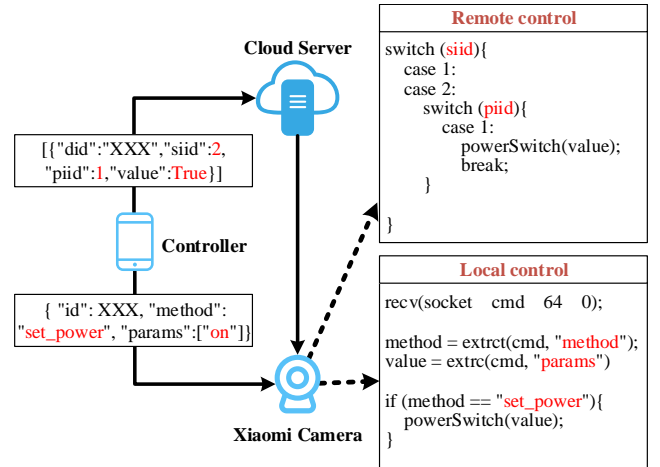 Cloud Server
[{"did":"XXX","siid":2,
"piid":1,"value":True}]
Controller
{ "id": XXX, "method":
"set_power", "params":["on"]}
Xiaomi Camera
Remote control
switch (siid){
case 1:
case 2:
switch (piid){
case 1:
powerSwitch(value);
break;
}
}
Local control
recv(socket cmd 64 0);
method = extrct(cmd, "method");
value = extrc(cmd, "params")
if (method == "set_power"){
powerSwitch(value);
}